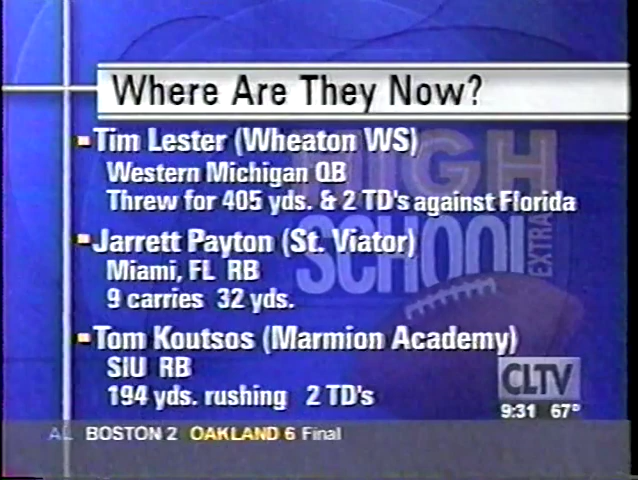 Where Are They Now?
Tim Lester (Wheaton WS)
Western Michigan QB
Threw for 405 yds. & 2 TD's against Florida
Jarrett Payton (St. Viator)
Miami, FL RB
9 carries 32 yds.
Tom Koutsos (Marmion Academy)
SIU RB
194 yds. rushing 2 TD's
HIGH
SCHOOL
EXTRA
CLTV
9:31 67°
AL BOSTON 2 OAKLAND 6 Final